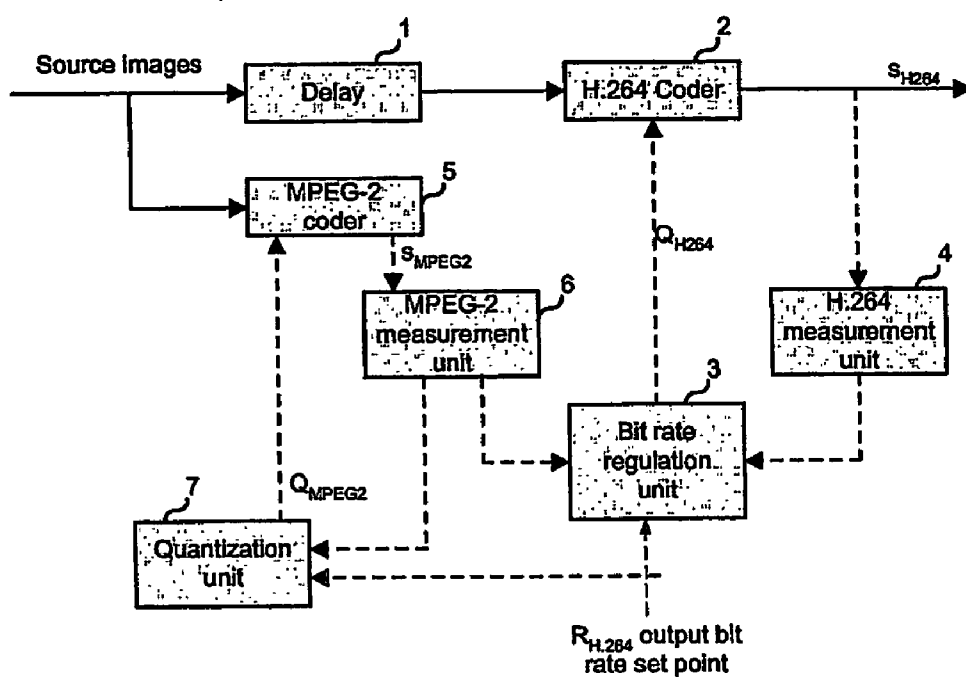 1
2
Source images
Delay
H.264 Coder
SH264
5
MPEG-2
coder
QH264
SMPEG2
4
6
MPEG-2
measurement
unit
H.264
measurement
unit
3
Bit rate
regulation
unit
QMPEG2
7
Quantization
unit
RH.264 output bit
rate set point